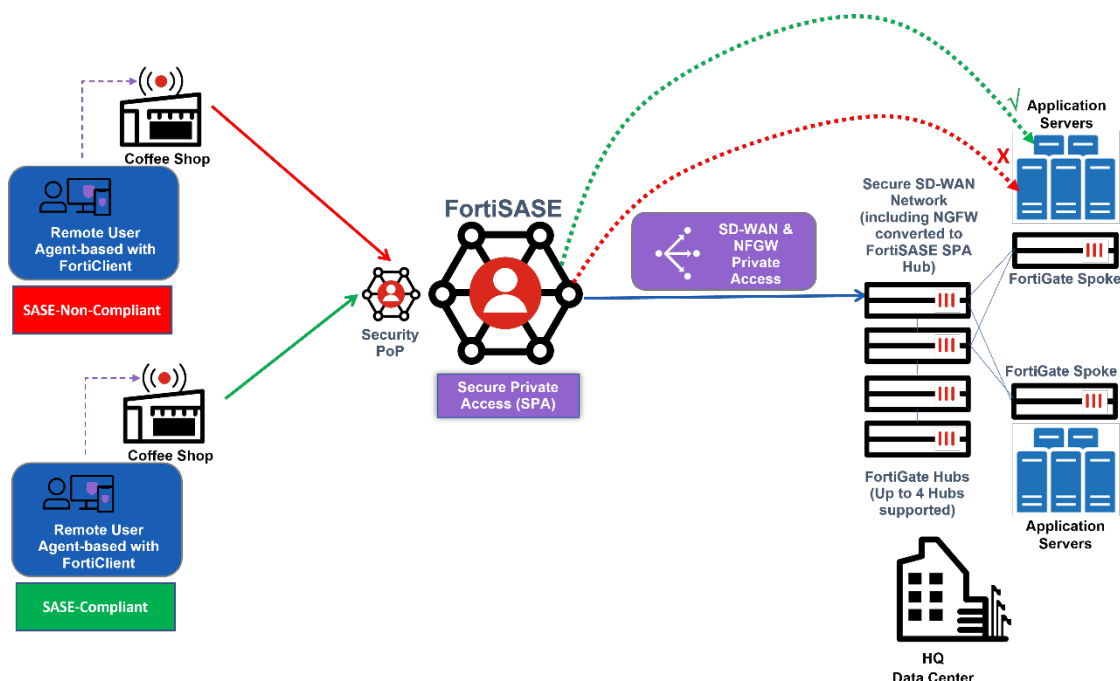 Coffee Shop
Remote User
Agent-based with
FortiClient
SASE-Non-Compliant
Coffee Shop
Remote User
Agent-based with
FortiClient
SASE-Compliant
Security
PoP
FortiSASE
Secure Private
Access (SPA)
SD-WAN &
NFGW
Private
Access
Secure SD-WAN
Network
(including NGFW
converted to
FortiSASE SPA
Hub)
FortiGate Hubs
(Up to 4 Hubs
supported)
HQ
Data Center
√
X
Application
Servers
FortiGate Spoke
FortiGate Spoke
Application
Servers